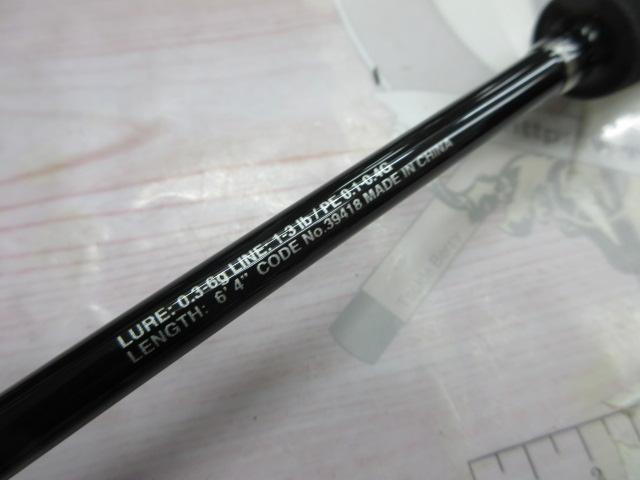 LURE: 0.3-6g LINE: 1-3 lb / PE 0.1-0.4G
LENGTH: 6' 4" CODE No.39418 MADE IN CHINA
2